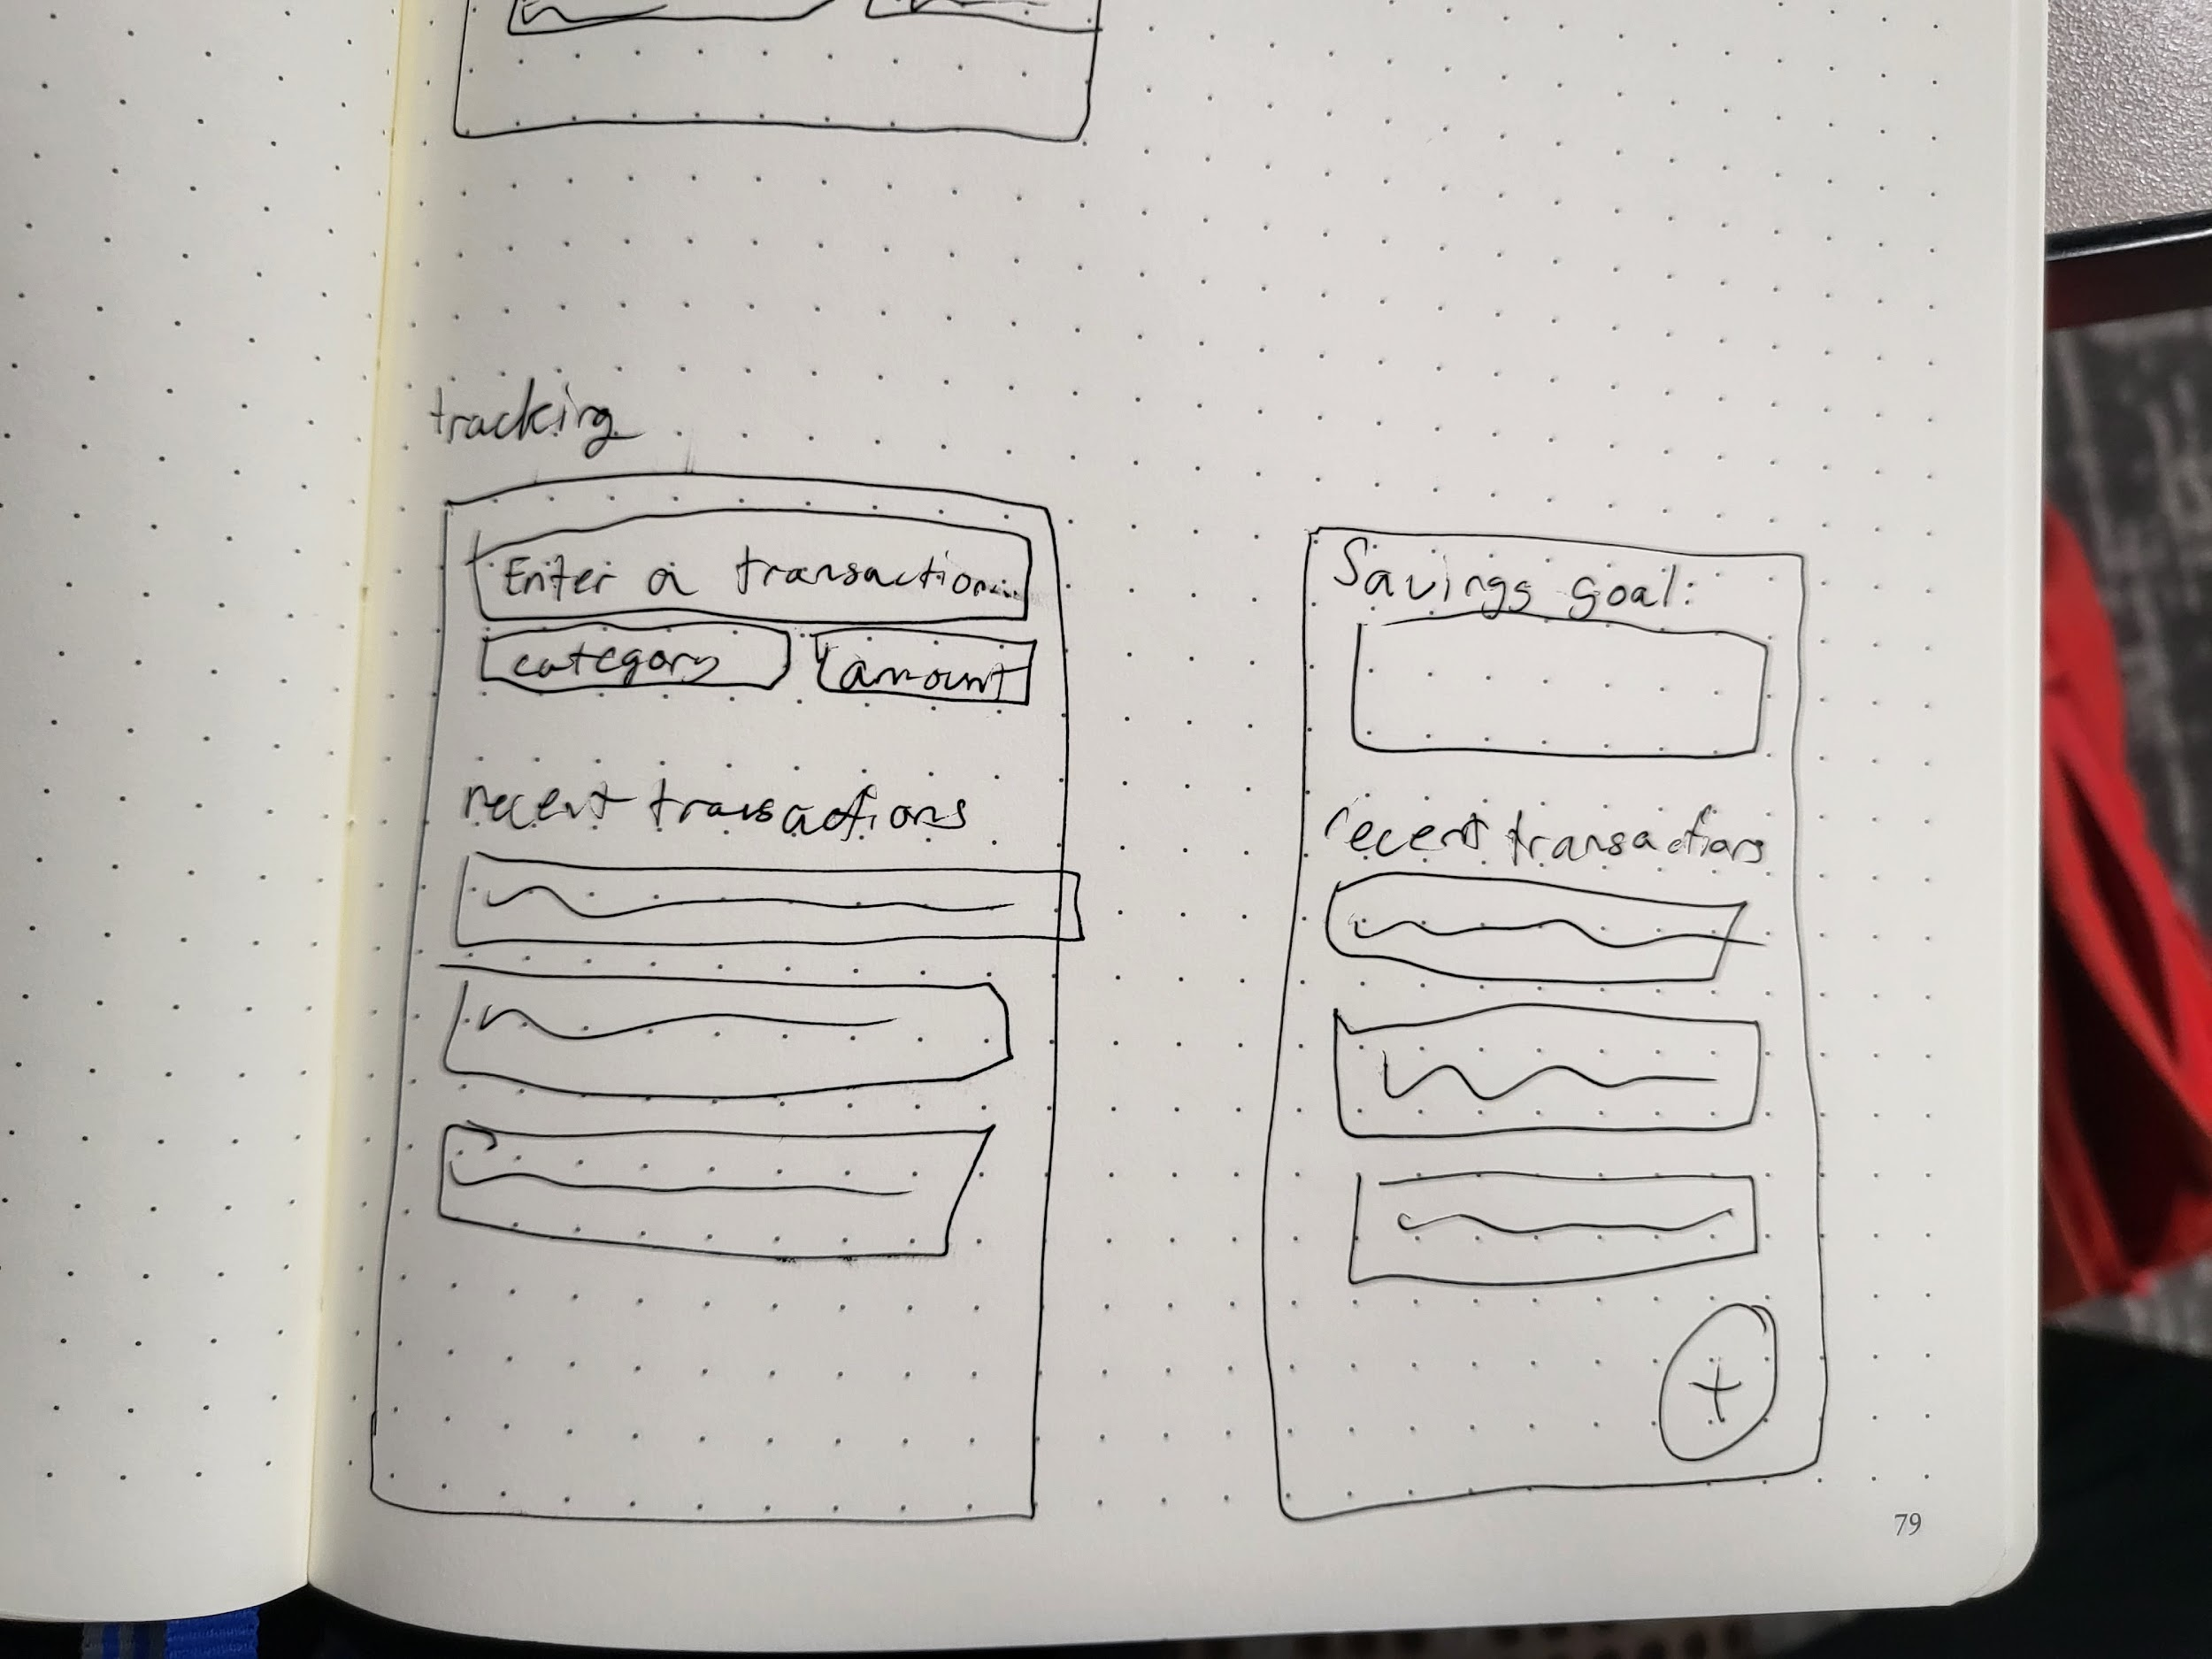 tracking
Enter a transaction...
category
amount
recent transactions
Savings goal:
recent transactions
+
79